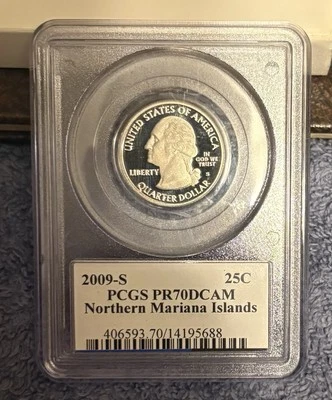 UNITED STATES OF AMERICA
LIBERTY
IN
GOD WE
TRUST
S
QUARTER DOLLAR
2009-S 25C
PCGS PR70DCAM
Northern Mariana Islands
406593.70/14195688